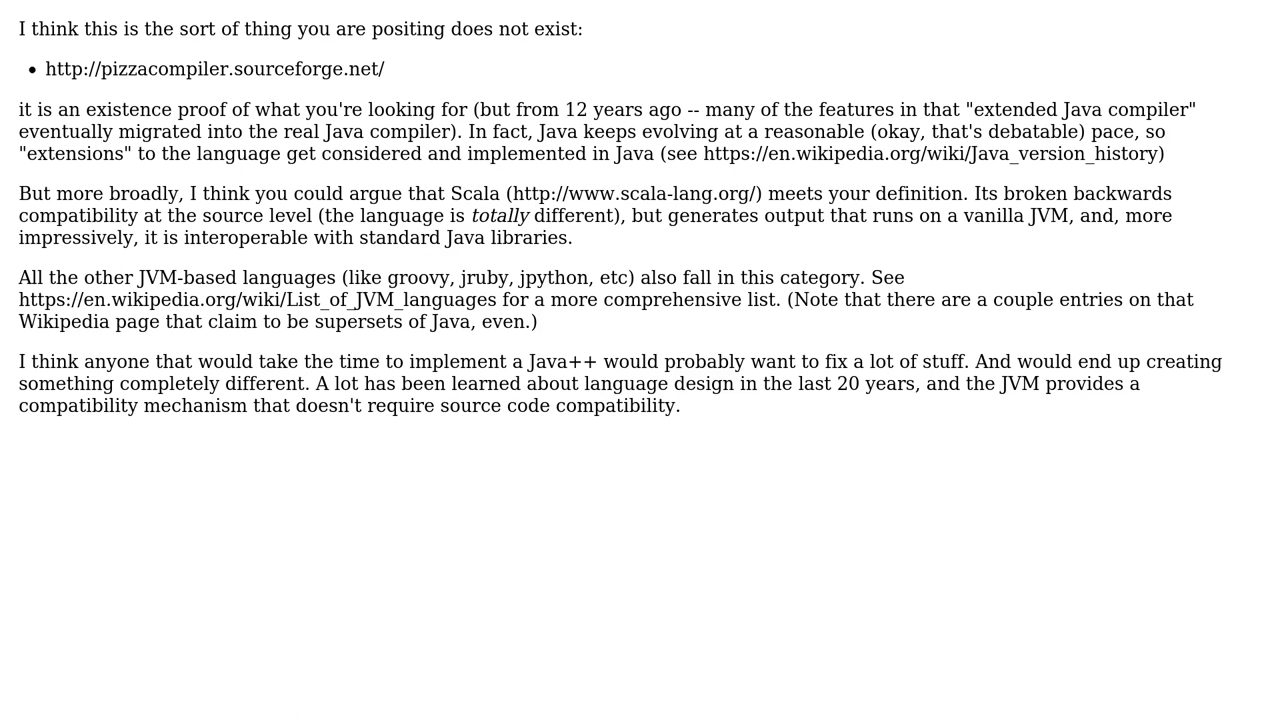 I think this is the sort of thing you are positing does not exist:
• http://pizzacompiler.sourceforge.net/
it is an existence proof of what you're looking for (but from 12 years ago -- many of the features in that "extended Java compiler"
eventually migrated into the real Java compiler). In fact, Java keeps evolving at a reasonable (okay, that's debatable) pace, so
"extensions" to the language get considered and implemented in Java (see https://en.wikipedia.org/wiki/Java_version_history)
But more broadly, I think you could argue that Scala (http://www.scala-lang.org/) meets your definition. Its broken backwards
compatibility at the source level (the language is totally different), but generates output that runs on a vanilla JVM, and, more
impressively, it is interoperable with standard Java libraries.
All the other JVM-based languages (like groovy, jruby, jpython, etc) also fall in this category. See
https://en.wikipedia.org/wiki/List_of_JVM_languages for a more comprehensive list. (Note that there are a couple entries on that
Wikipedia page that claim to be supersets of Java, even.)
I think anyone that would take the time to implement a Java++ would probably want to fix a lot of stuff. And would end up creating
something completely different. A lot has been learned about language design in the last 20 years, and the JVM provides a
compatibility mechanism that doesn't require source code compatibility.